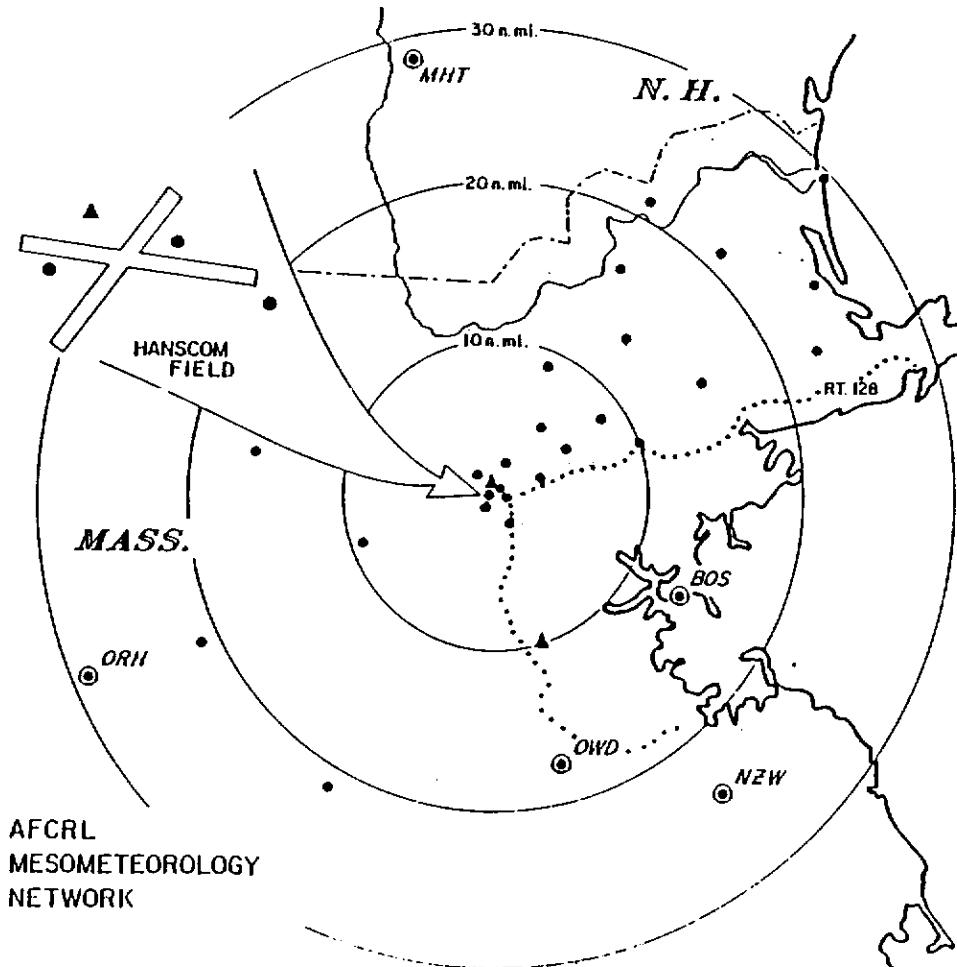 30 n.mi.
MHT
N. H.
20 n.mi.
HANSCOM
FIELD
10 n.mi.
RT. 128
MASS.
BOS
ORH
OWD
NZW
AFCRL
MESOMETEOROLOGY
NETWORK